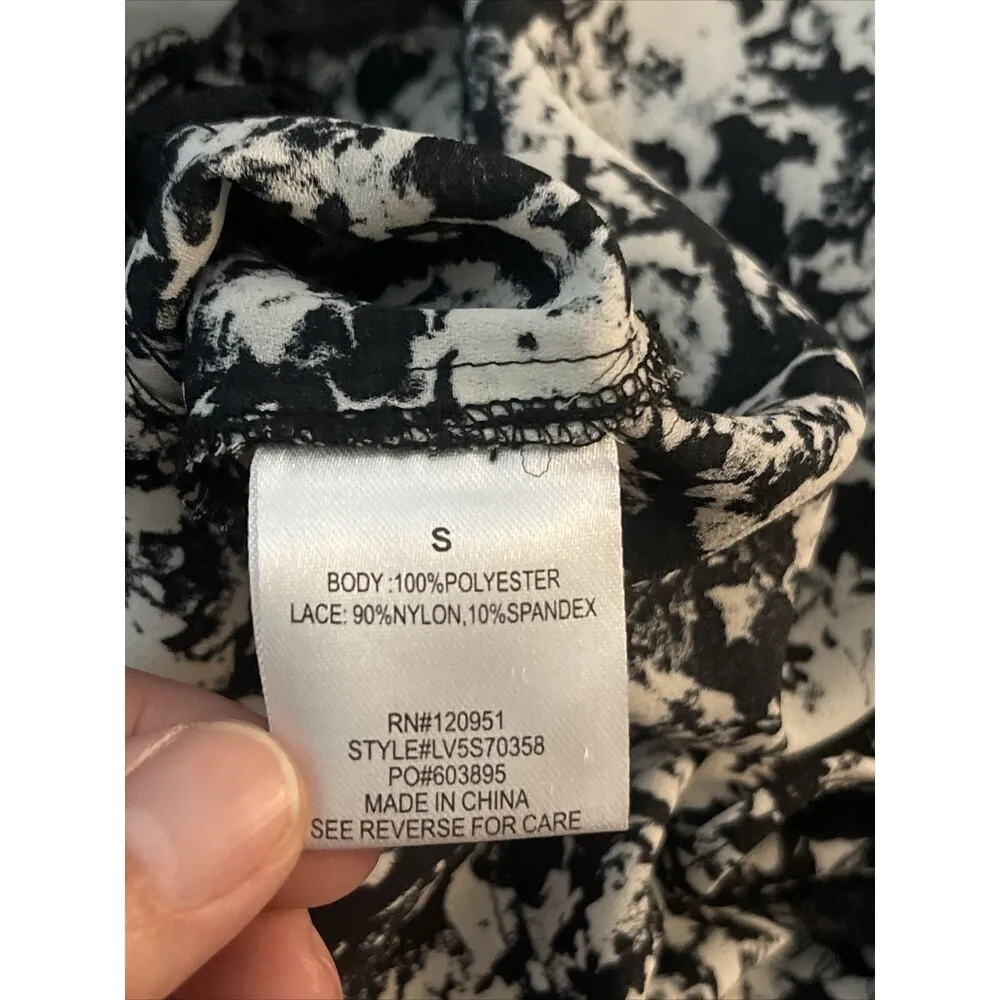 S
BODY :100%POLYESTER
LACE: 90%NYLON,10%SPANDEX
RN#120951
STYLE#LV5S70358
PO#603895
MADE IN CHINA
SEE REVERSE FOR CARE